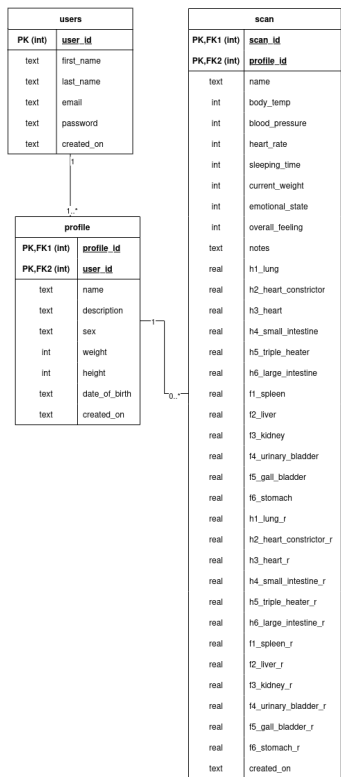 users
PK (int) user_id
text first_name
text last_name
text email
text password
text created_on
1
1..*
profile
PK,FK1 (int) profile_id
PK,FK2 (int) user_id
text name
text description
text sex
int weight
int height
text date_of_birth
text created_on
1
0..*
scan
PK,FK1 (int) scan_id
PK,FK2 (int) profile_id
text name
int body_temp
int blood_pressure
int heart_rate
int sleeping_time
int current_weight
int emotional_state
int overall_feeling
text notes
real h1_lung
real h2_heart_constrictor
real h3_heart
real h4_small_intestine
real h5_triple_heater
real h6_large_intestine
real f1_spleen
real f2_liver
real f3_kidney
real f4_urinary_bladder
real f5_gall_bladder
real f6_stomach
real h1_lung_r
real h2_heart_constrictor_r
real h3_heart_r
real h4_small_intestine_r
real h5_triple_heater_r
real h6_large_intestine_r
real f1_spleen_r
real f2_liver_r
real f3_kidney_r
real f4_urinary_bladder_r
real f5_gall_bladder_r
real f6_stomach_r
text created_on